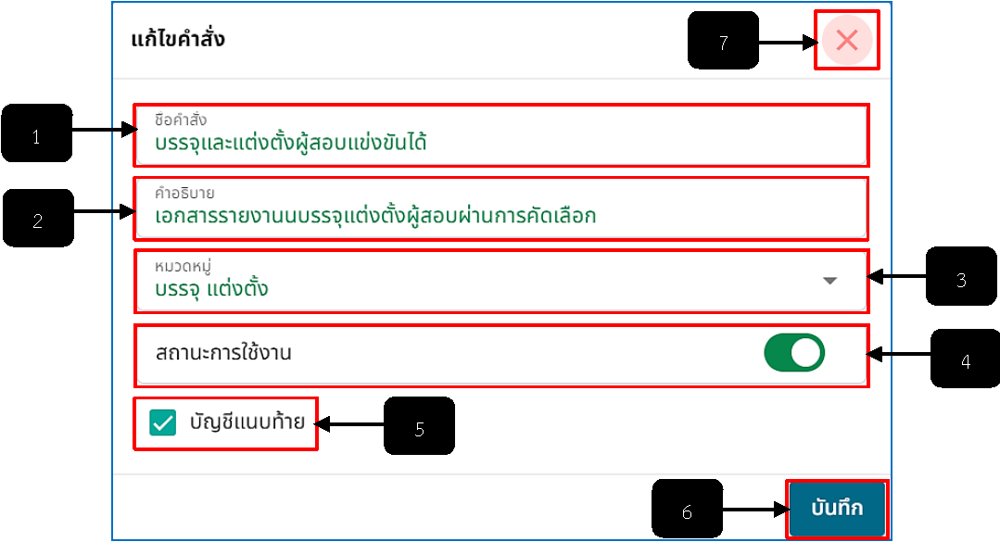 แก้ไขคำสั่ง
7
1
ชื่อคำสั่ง
บรรจุและแต่งตั้งผู้สอบแข่งขันได้
2
คำอธิบาย
เอกสารรายงานนบรรจุแต่งตั้งผู้สอบผ่านการคัดเลือก
หมวดหมู่
บรรจุ แต่งตั้ง
3
สถานะการใช้งาน
4
บัญชีแนบท้าย
5
6
บันทึก